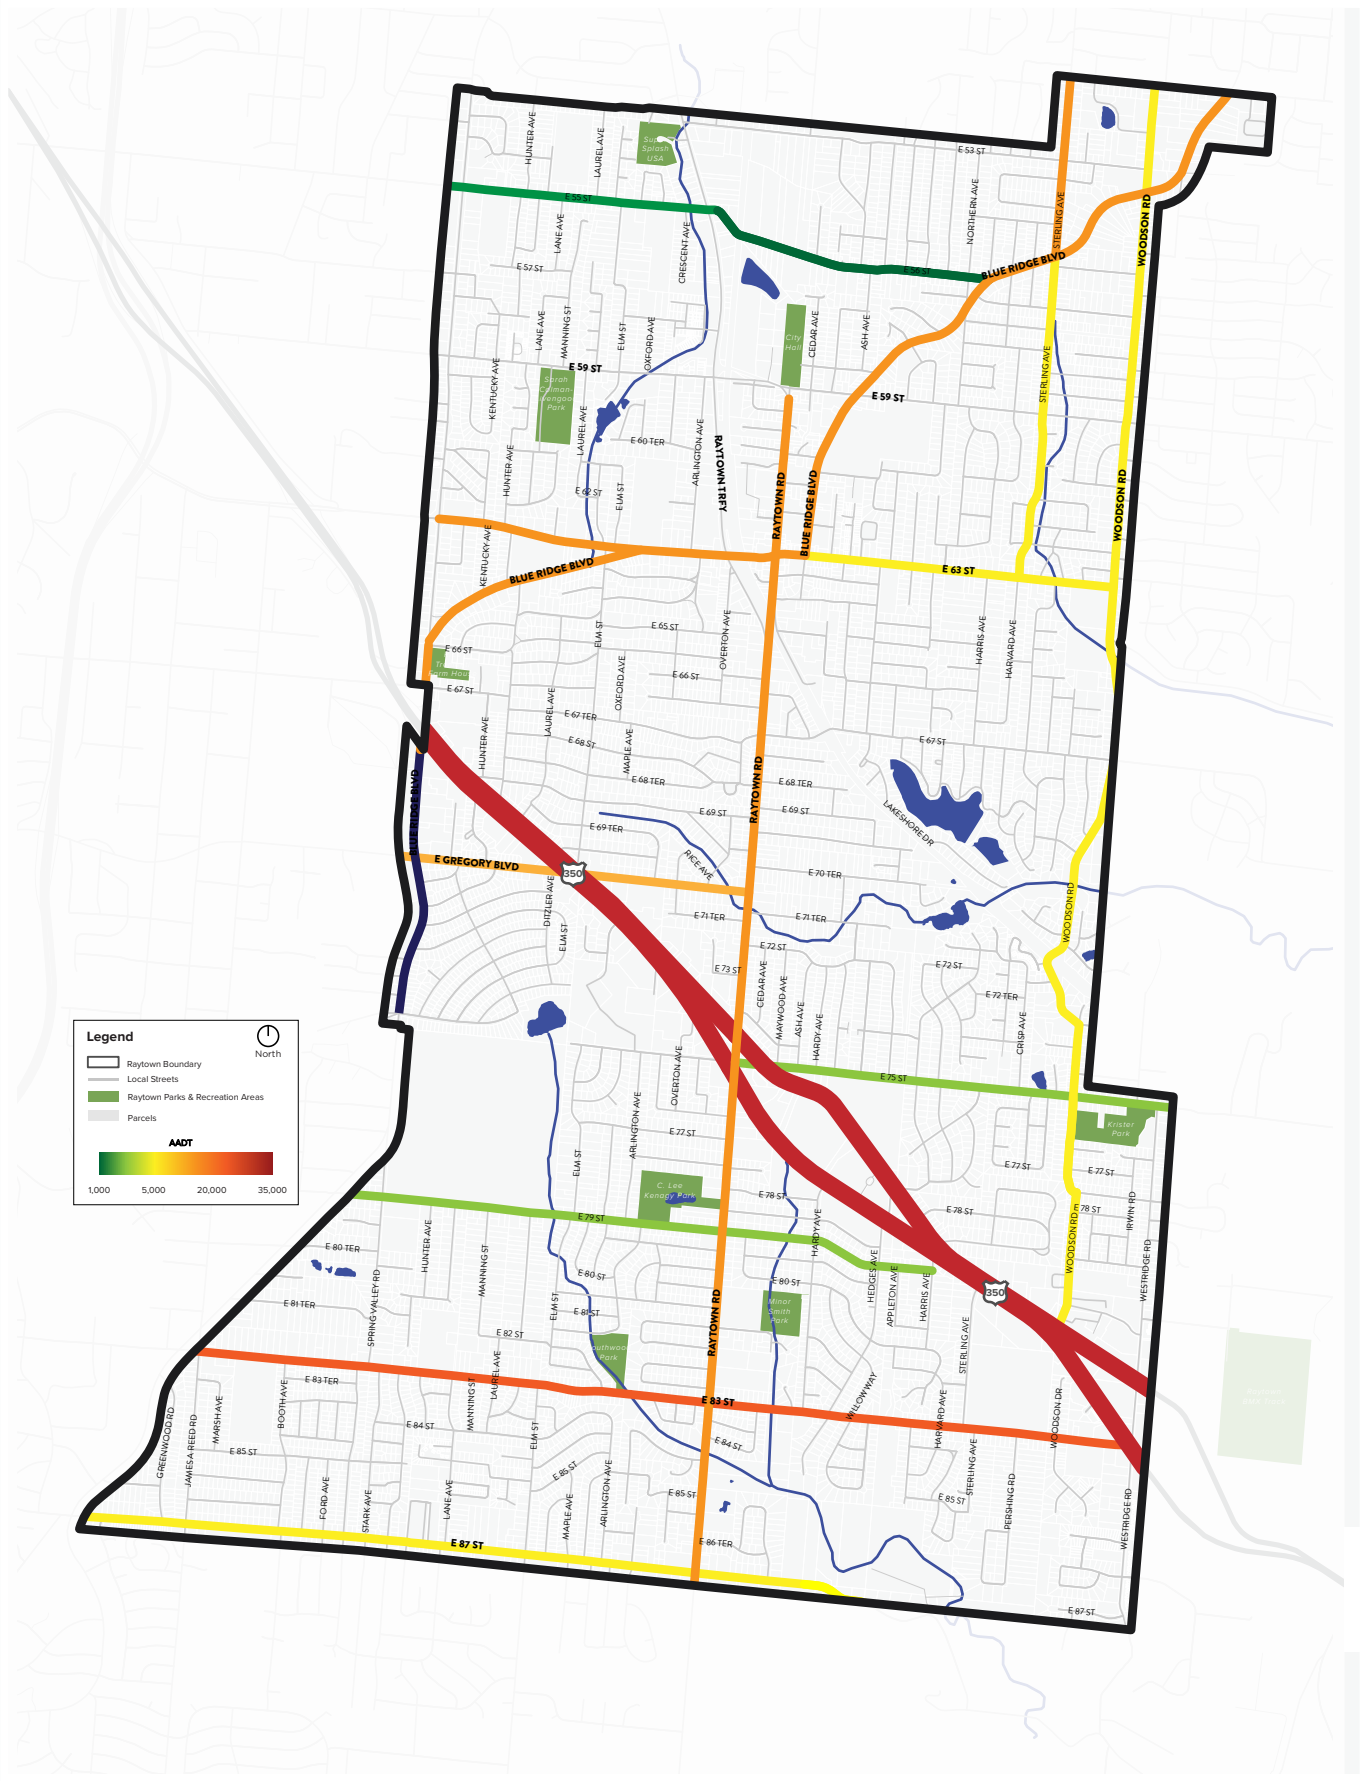 HUNTER AVE
LAUREL AVE
Super
Splash
USA
E 53 ST
E 55 ST
LANE AVE
CRESCENT AVE
NORTHERN AVE
STERLING AVE
WOODSON RD
E 57 ST
E 56 ST
BLUE RIDGE BLVD
LANE AVE
MANNING ST
ELM ST
OXFORD AVE
City
Hall
CEDAR AVE
ASH AVE
STERLING AVE
KENTUCKY AVE
E 59 ST
E 59 ST
Sarah
Park
LAUREL AVE
E 60 TER
ARLINGTON AVE
RAYTOWN TRFY
HUNTER AVE
E 62 ST
ELM ST
RAYTOWN RD
BLUE RIDGE BLVD
WOODSON RD
KENTUCKY AVE
BLUE RIDGE BLVD
E 63 ST
ELM ST
E 65 ST
OVERTON AVE
HARRIS AVE
HARVARD AVE
E 66 ST
E 66 ST
OXFORD AVE
E 67 ST
LAUREL AVE
E 67 TER
HUNTER AVE
E 68 ST
MAPLE AVE
E 67 ST
E 68 TER
E 68 TER
RAYTOWN RD
BLUE RIDGE BLVD
E 69 ST
E 69 ST
LAKESHORE DR
E 69 TER
E GREGORY BLVD
350
RICE AVE
E 70 TER
DITZLER AVE
ELM ST
E 71 TER
E 71 TER
WOODSON RD
E 72 ST
E 73 ST
E 72 ST
CEDAR AVE
MAYWOOD AVE
ASH AVE
HARDY AVE
E 72 TER
CRISP AVE
Legend
North
Raytown Boundary
Local Streets
Raytown Parks & Recreation Areas
Parcels
AADT
1,000
5,000
20,000
35,000
OVERTON AVE
E 75 ST
ARLINGTON AVE
Krister
Park
E 77 ST
ELM ST
E 77 ST
E 77 ST
C. Lee
Kenagy Park
E 78 ST
E 78 ST
E 78 ST
IRWIN RD
E 79 ST
HARDY AVE
WOODSON RD
WESTRIDGE RD
E 80 TER
HUNTER AVE
MANNING ST
E 80 ST
E 80 ST
HEDGES AVE
APPLETON AVE
HARRIS AVE
350
SPRING VALLEY RD
E 81 TER
ELM ST
E 81 ST
Minor
Smith
Park
RAYTOWN RD
E 82 ST
STERLING AVE
Park
E 83 TER
LAUREL AVE
E 83 ST
WILLOW WAY
HARVARD AVE
WOODSON DR
GREENWOOD RD
JAMES A REED RD
MARSH AVE
BOOTH AVE
MANNING ST
E 84 ST
ELM ST
E 84 ST
E 85 ST
E 85 ST
STERLING AVE
FORD AVE
STARK AVE
LANE AVE
MAPLE AVE
ARLINGTON AVE
E 85 ST
E 85 ST
PERSHING RD
WESTRIDGE RD
E 87 ST
E 86 TER
E 87 ST